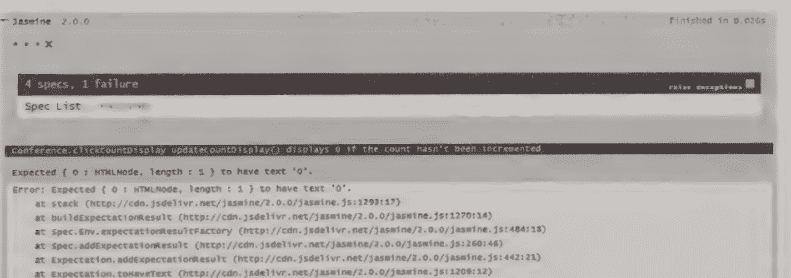 Jasmine 2.0.0
Finished in 0.026s
• • • x
4 specs, 1 failure
raise exceptions
Spec List
Conference.clickCountDisplay updateCountDisplay() displays 0 if the count hasn't been incremented
Expected { 0 : HTMLNode, length : 1 } to have text '0'.
Error: Expected { 0 : HTMLNode, length : 1 } to have text '0'.
at stack (http://cdn.jsdelivr.net/jasmine/2.0.0/jasmine.js:1293:17)
at buildExpectationResult (http://cdn.jsdelivr.net/jasmine/2.0.0/jasmine.js:1270:14)
at Spec.Env.expectationResultFactory (http://cdn.jsdelivr.net/jasmine/2.0.0/jasmine.js:484:18)
at Spec.addExpectationResult (http://cdn.jsdelivr.net/jasmine/2.0.0/jasmine.js:260:46)
at Expectation.addExpectationResult (http://cdn.jsdelivr.net/jasmine/2.0.0/jasmine.js:442:21)
at Expectation.toHaveText (http://cdn.jsdelivr.net/jasmine/2.0.0/jasmine.js:1209:12)